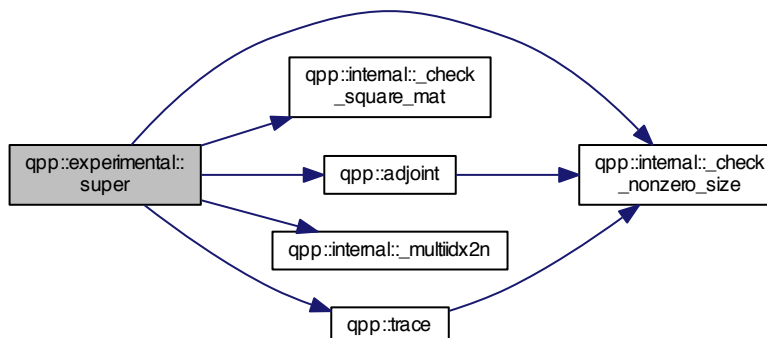 qpp::internal::_check
_square_mat
qpp::experimental::
super
qpp::adjoint
qpp::internal::_check
_nonzero_size
qpp::internal::_multiidx2n
qpp::trace